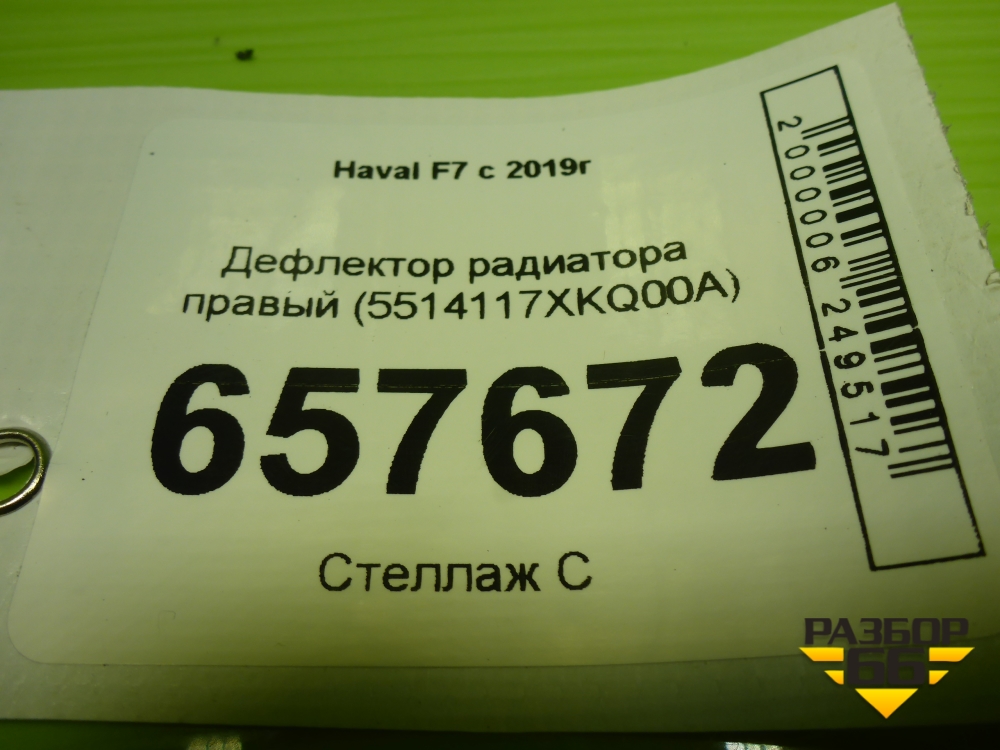 Haval F7 с 2019г
Дефлектор радиатора
правый (5514117XKQ00A)
657672
Стеллаж С
2000006249517
РАЗБОР
66